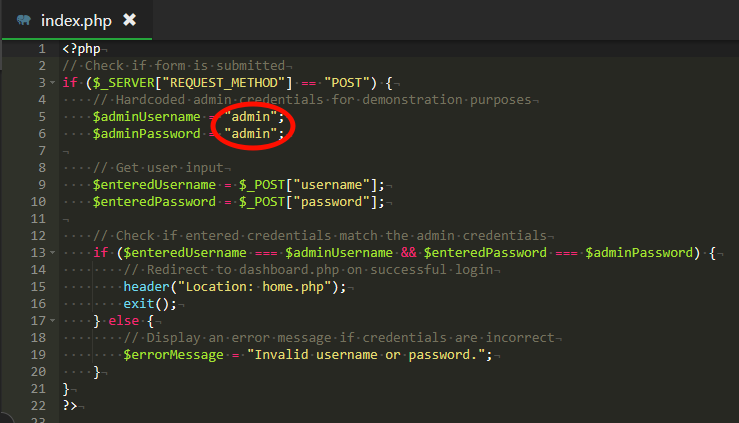 index.php ✖
1 <?php
2 // Check if form is submitted
3 if ($_SERVER["REQUEST_METHOD"] == "POST") {
4 // Hardcoded admin credentials for demonstration purposes
5 $adminUsername = "admin";
6 $adminPassword = "admin";
7
8 // Get user input
9 $enteredUsername = $_POST["username"];
10 $enteredPassword = $_POST["password"];
11
12 // Check if entered credentials match the admin credentials
13 if ($enteredUsername === $adminUsername && $enteredPassword === $adminPassword) {
14 // Redirect to dashboard.php on successful login
15 header("Location: home.php");
16 exit();
17 } else {
18 // Display an error message if credentials are incorrect
19 $errorMessage = "Invalid username or password.";
20 }
21 }
22 ?>
23